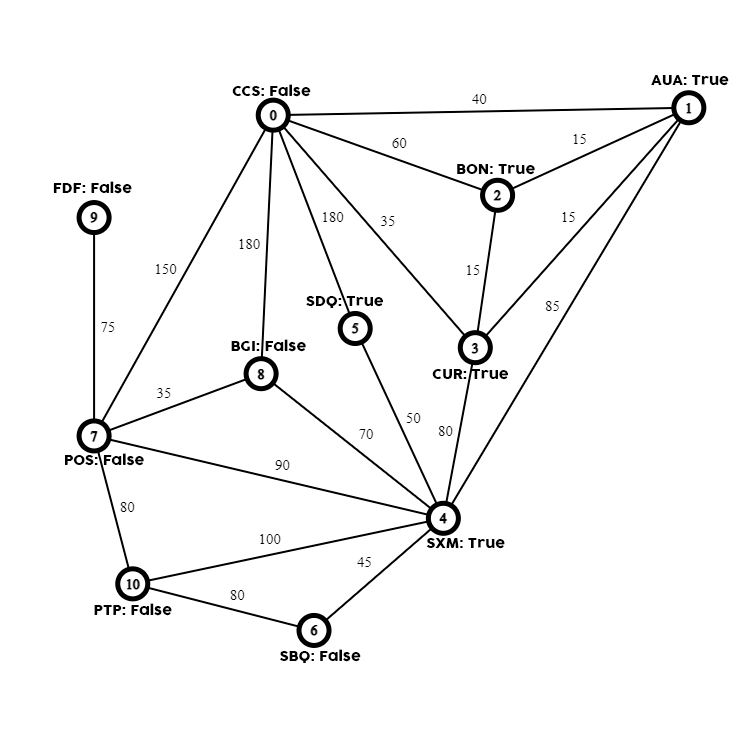 AUA: True
CCS: False
1
40
0
15
60
BON: True
FDF: False
2
9
180
35
15
150
180
15
SDQ: True
85
75
5
BGI: False
3
8
CUR: True
35
50
80
70
7
POS: False
90
80
4
100
SXM: True
45
10
80
PTP: False
6
SBQ: False